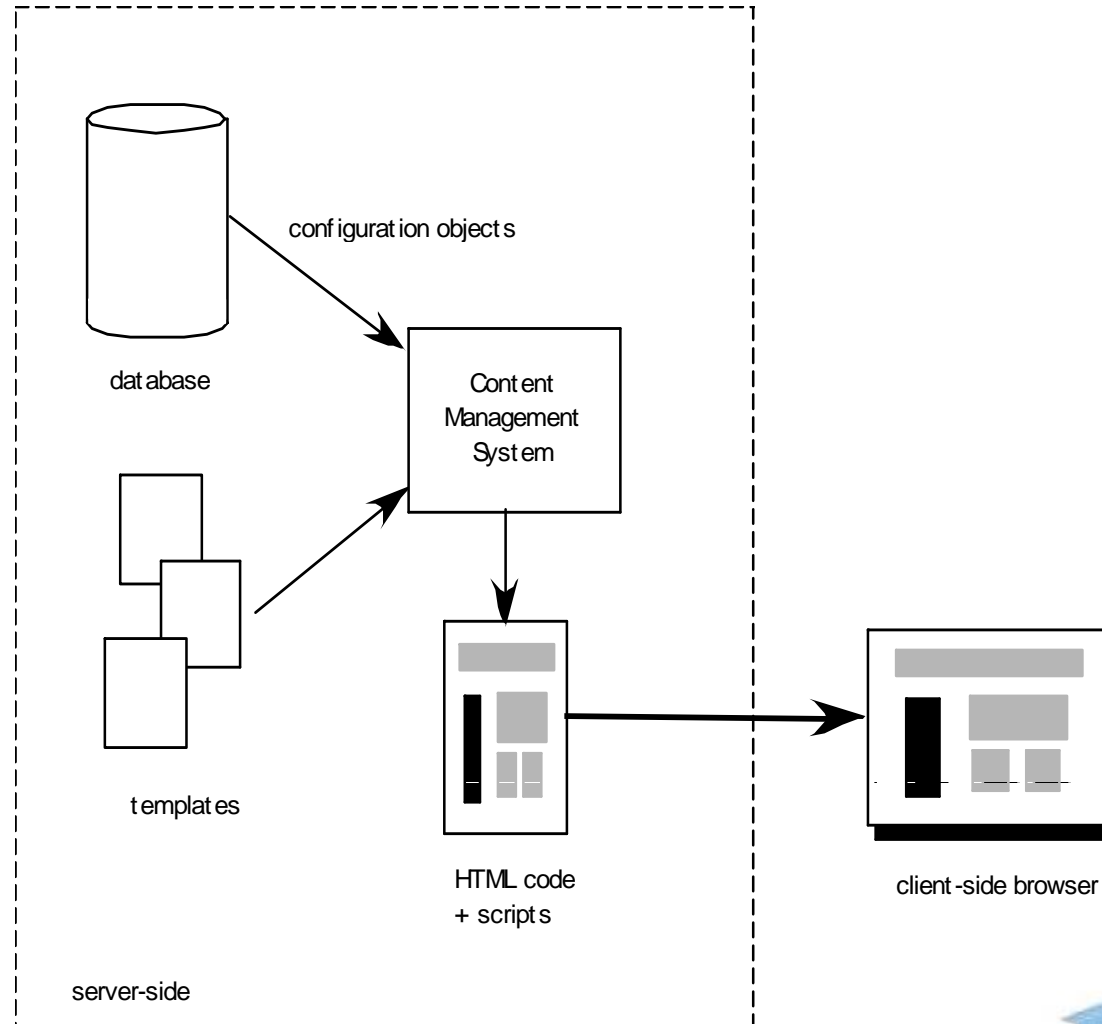 configuration objects
database
Content
Management
System
templates
HTML code
+ scripts
client-side browser
server-side